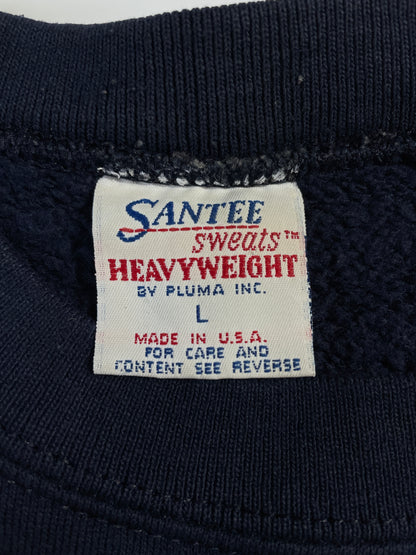 SANTEE
sweats™
HEAVYWEIGHT
BY PLUMA INC.
L
MADE IN U.S.A.
FOR CARE AND
CONTENT SEE REVERSE